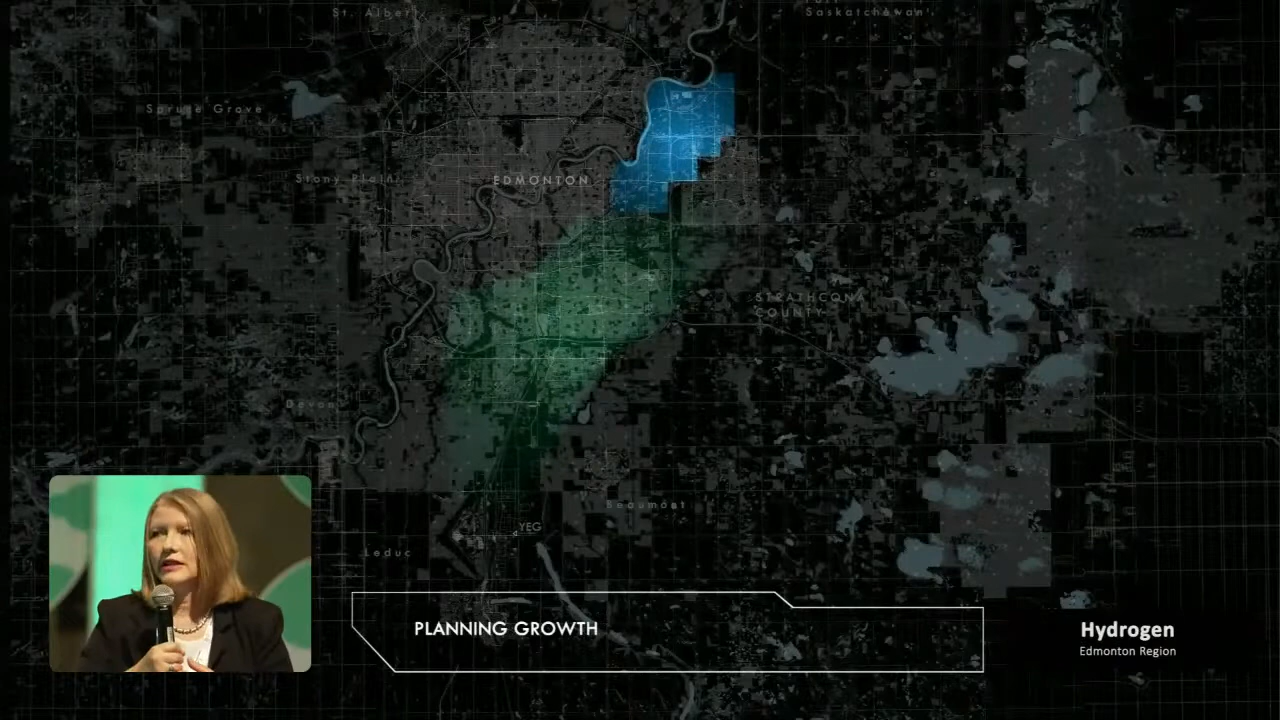 St. Albert
Fort
Saskatchewan
Spruce Grove
Stony Plain
EDMONTON
STRATHCONA
COUNTY
Devon
Beaumont
YEG
Leduc
PLANNING GROWTH
Hydrogen
Edmonton Region